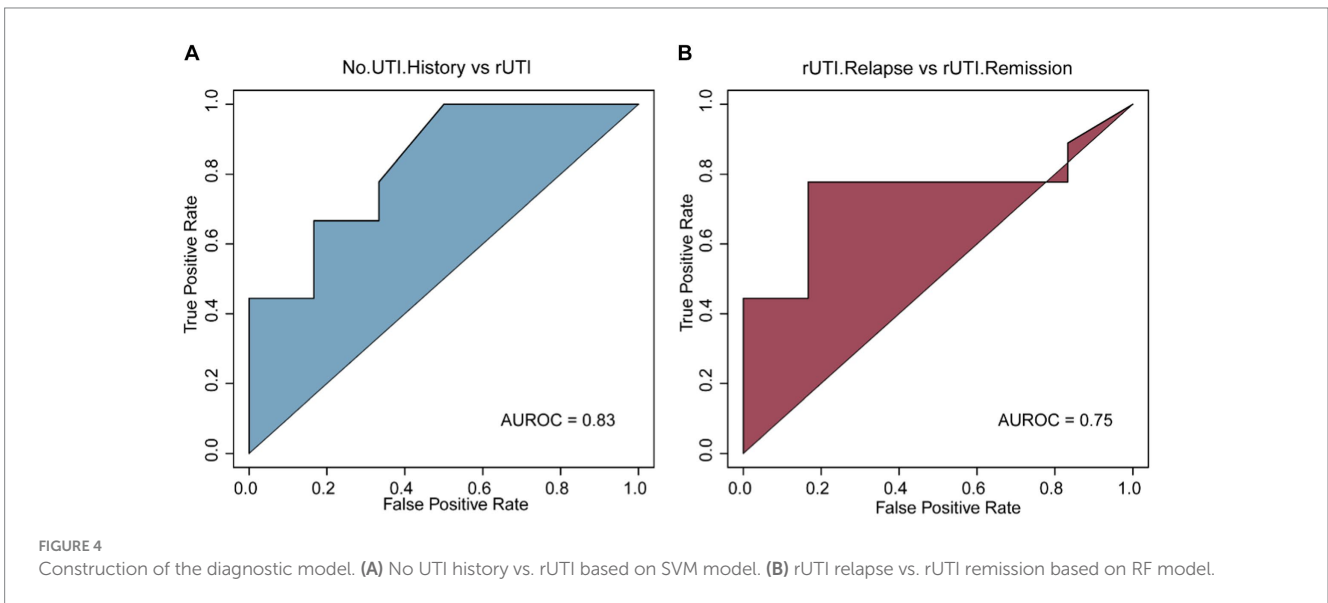 A
No.UTI.History vs rUTI
True Positive Rate
1.0
0.8
0.6
0.4
0.2
0.0
AUROC = 0.83
0.0 0.2 0.4 0.6 0.8 1.0
False Positive Rate
B
rUTI.Relapse vs rUTI.Remission
True Positive Rate
1.0
0.8
0.6
0.4
0.2
0.0
AUROC = 0.75
0.0 0.2 0.4 0.6 0.8 1.0
False Positive Rate
FIGURE 4
Construction of the diagnostic model. (A) No UTI history vs. rUTI based on SVM model. (B) rUTI relapse vs. rUTI remission based on RF model.